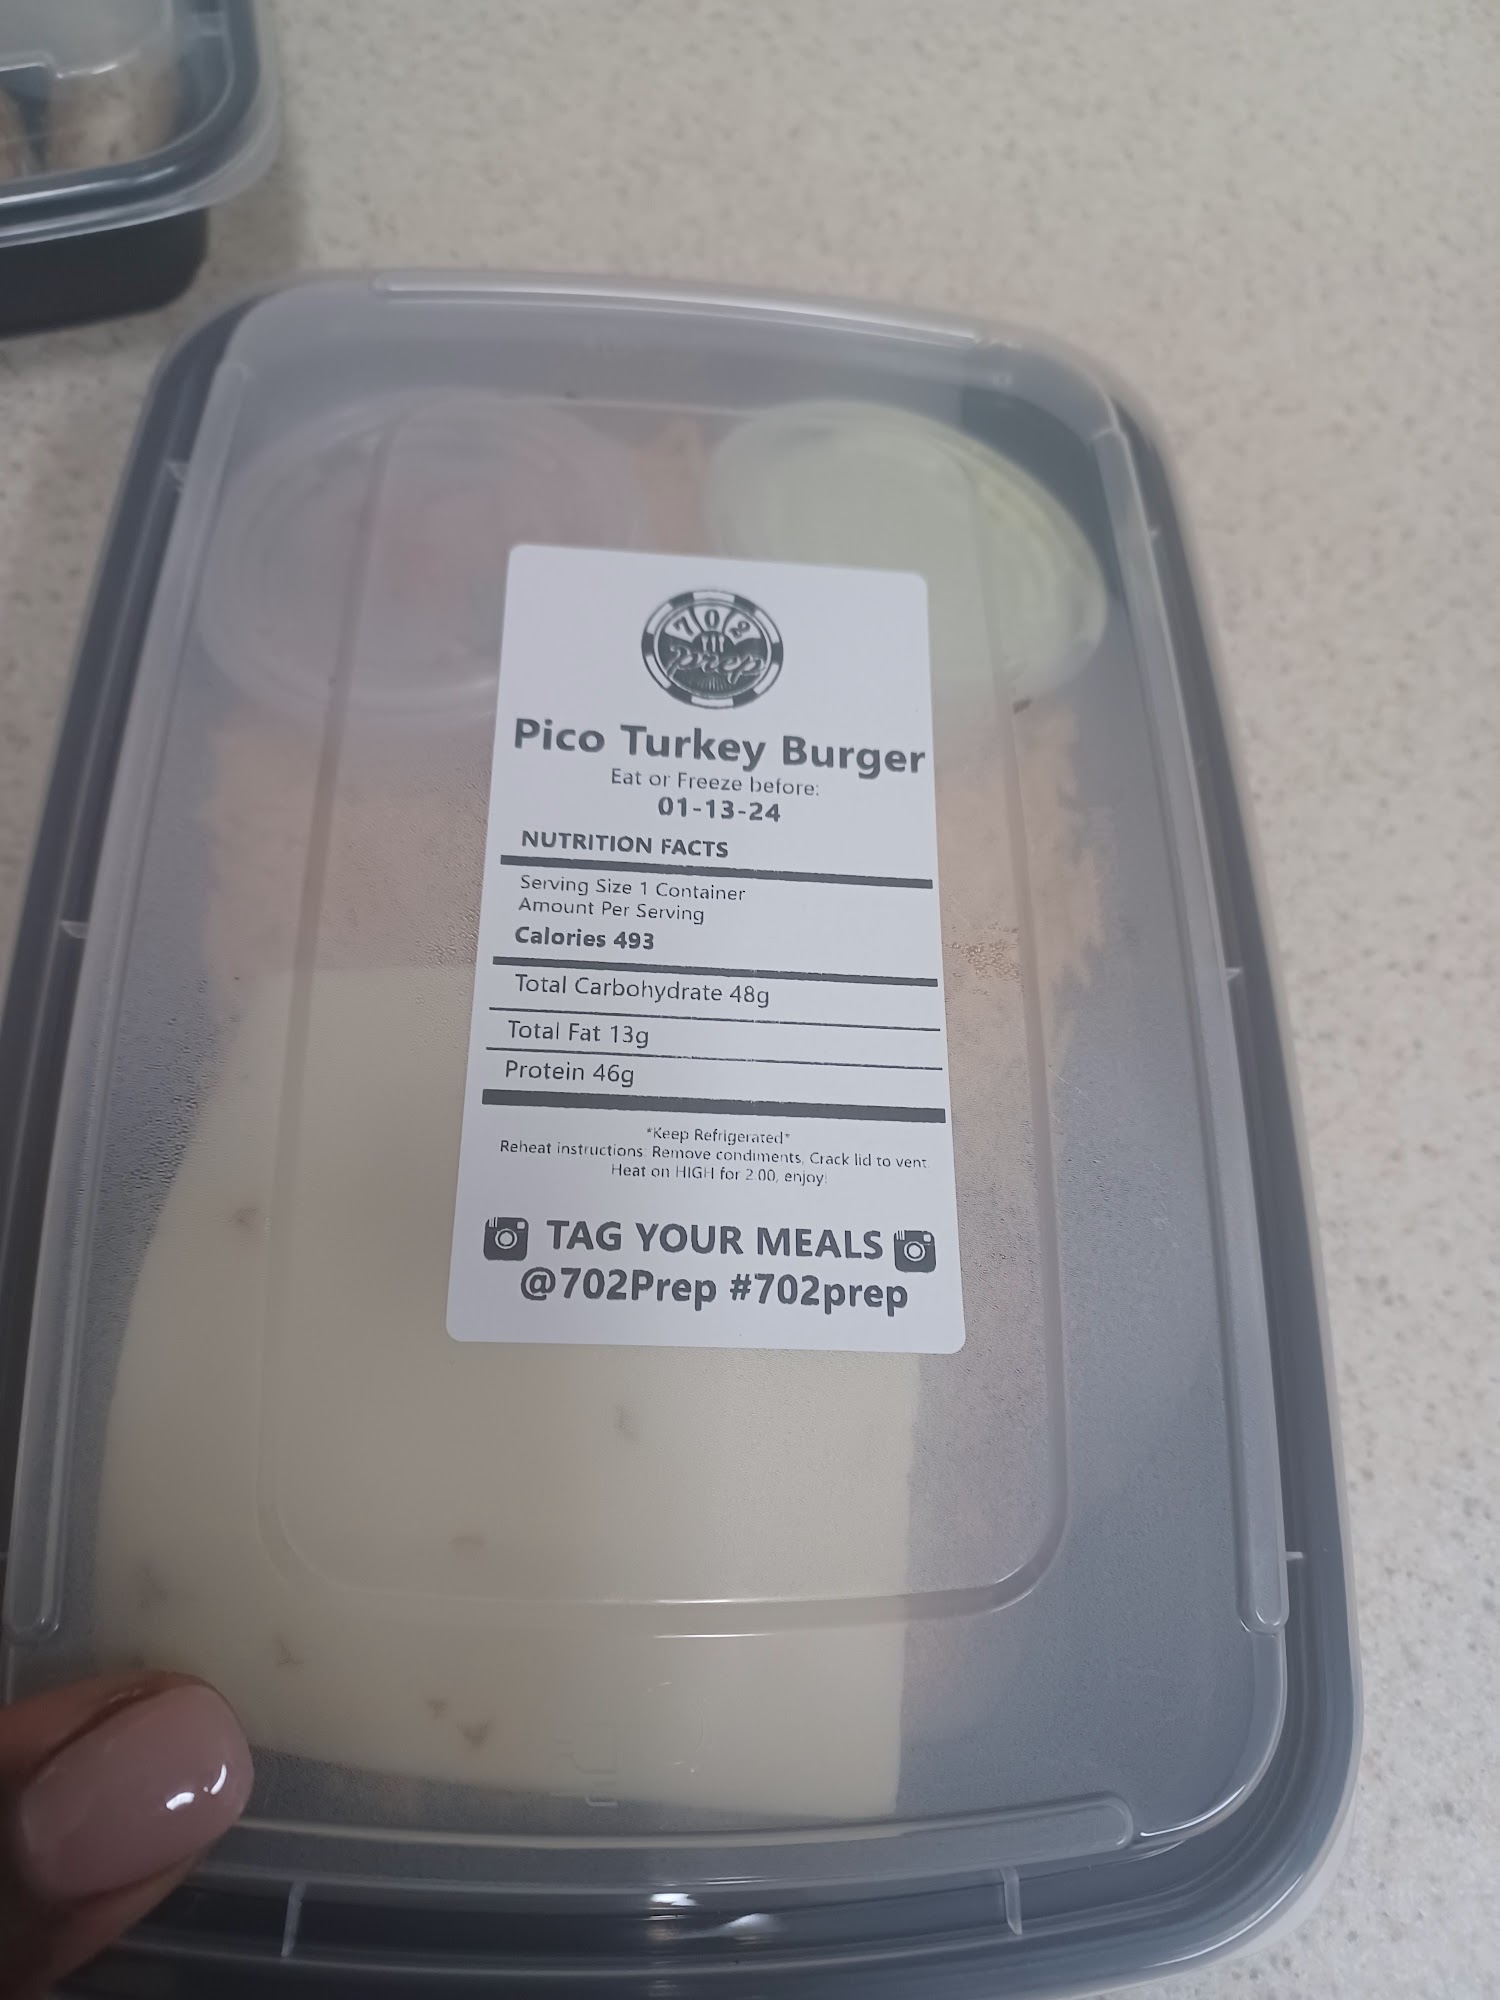 702
Prep
Pico Turkey Burger
Eat or Freeze before:
01-13-24
NUTRITION FACTS
Serving Size 1 Container
Amount Per Serving
Calories 493
Total Carbohydrate 48g
Total Fat 13g
Protein 46g
*Keep Refrigerated*
Reheat instructions: Remove condiments, Crack lid to vent.
Heat on HIGH for 2:00, enjoy!
TAG YOUR MEALS
@702Prep #702prep